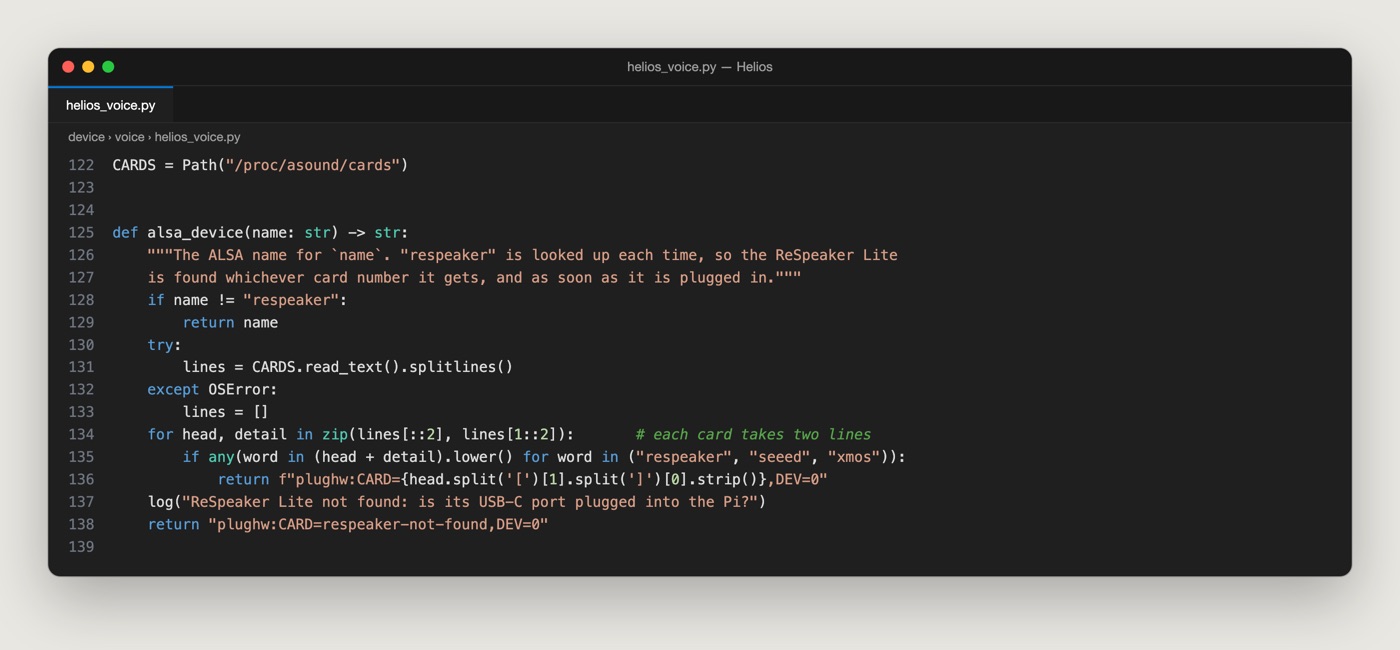 helios_voice.py — Helios
helios_voice.py
device › voice › helios_voice.py
122 CARDS = Path("/proc/asound/cards")
123
124
125 def alsa_device(name: str) -> str:
126     """The ALSA name for `name`. "respeaker" is looked up each time, so the ReSpeaker Lite
127     is found whichever card number it gets, and as soon as it is plugged in."""
128     if name != "respeaker":
129         return name
130     try:
131         lines = CARDS.read_text().splitlines()
132     except OSError:
133         lines = []
134     for head, detail in zip(lines[::2], lines[1::2]):       # each card takes two lines
135         if any(word in (head + detail).lower() for word in ("respeaker", "seeed", "xmos")):
136             return f"plughw:CARD={head.split('[')[1].split(']')[0].strip()},DEV=0"
137     log("ReSpeaker Lite not found: is its USB-C port plugged into the Pi?")
138     return "plughw:CARD=respeaker-not-found,DEV=0"
139